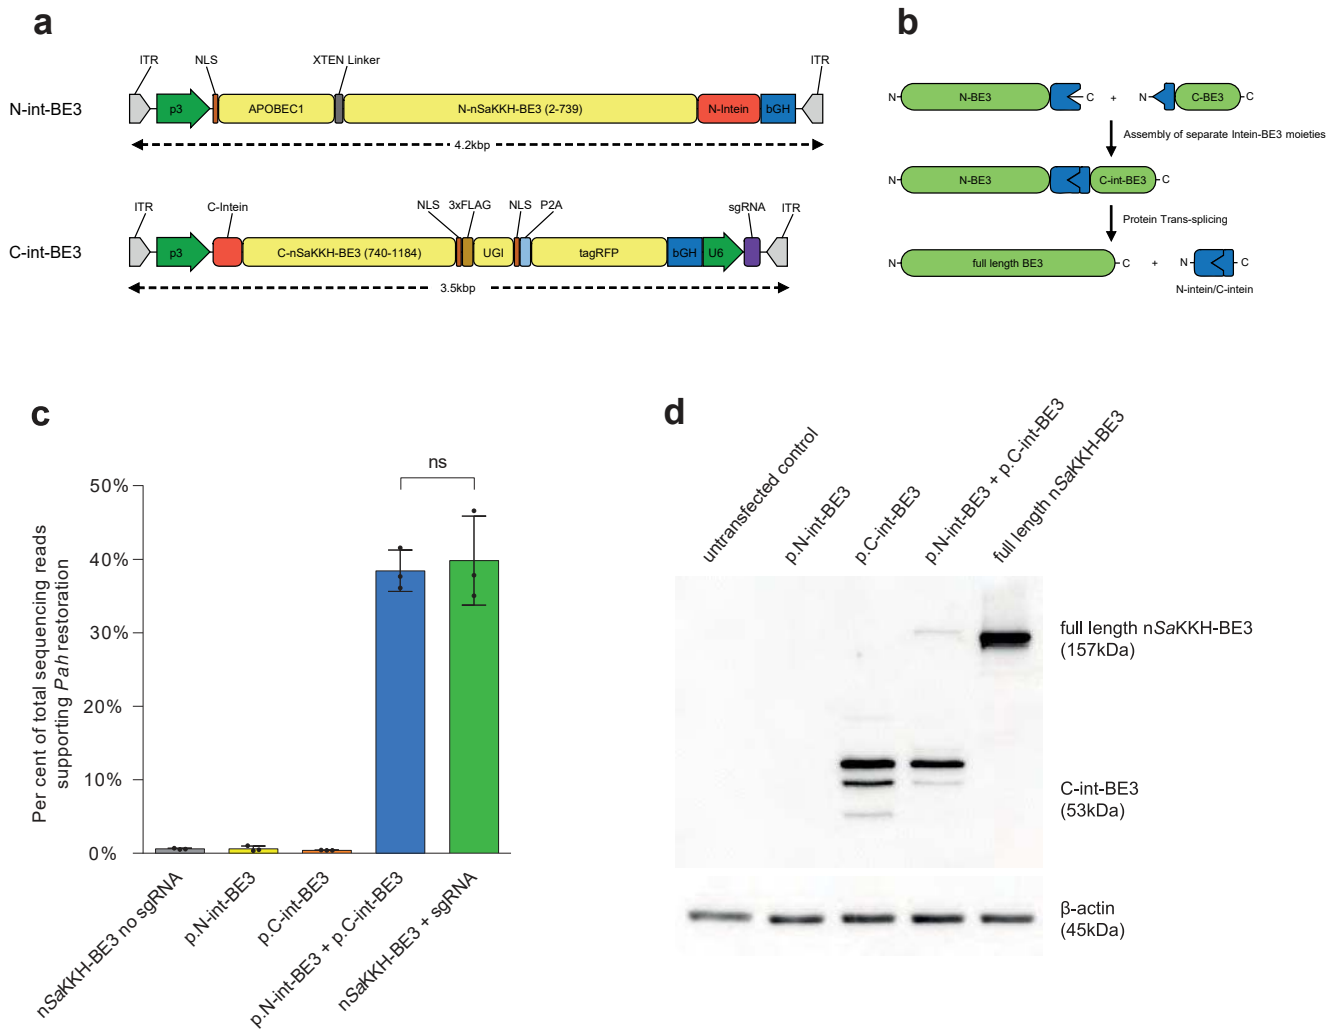 a
ITR
NLS
XTEN Linker
ITR
N-int-BE3
p3
APOBEC1
N-nSaKKH-BE3 (2-739)
N-Intein
bGH
4.2kbp
ITR
C-Intein
NLS
3xFLAG
NLS
P2A
sgRNA
ITR
C-int-BE3
p3
C-nSaKKH-BE3 (740-1184)
UGI
tagRFP
bGH
U6
3.5kbp
b
N
N-BE3
C
+
N
C-BE3
C
Assembly of separate Intein-BE3 moieties
N
N-BE3
C-int-BE3
C
Protein Trans-splicing
N
full length BE3
C
+
N
C
N-intein/C-intein
c
Per cent of total sequencing reads
supporting Pah restoration
50%
40%
30%
20%
10%
0%
ns
nSaKKH-BE3 no sgRNA
p.N-int-BE3
p.C-int-BE3
p.N-int-BE3 + p.C-int-BE3
nSaKKH-BE3 + sgRNA
d
untransfected control
p.N-int-BE3
p.C-int-BE3
p.N-int-BE3 + p.C-int-BE3
full length nSaKKH-BE3
full length nSaKKH-BE3
(157kDa)
C-int-BE3
(53kDa)
β-actin
(45kDa)